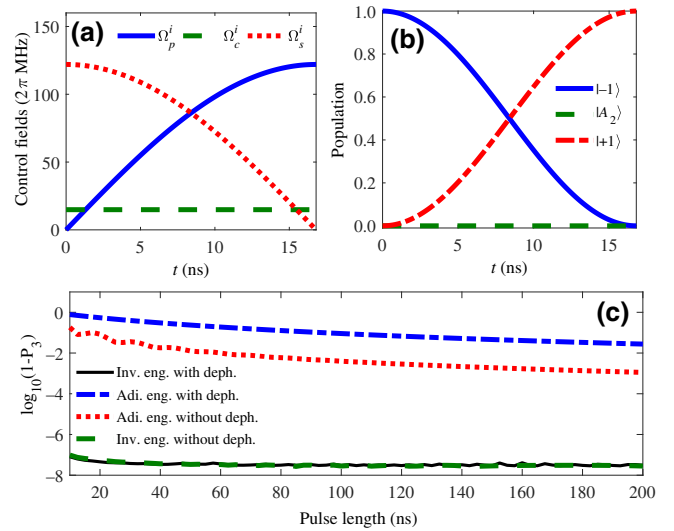 (a)
Ω_p^i Ω_c^i Ω_s^i
Control fields (2π MHz)
150
100
50
0
0 5 10 15
t (ns)
(b)
|−1⟩
|A_2⟩
|+1⟩
Population
1.0
0.8
0.6
0.4
0.2
0.0
0 5 10 15
t (ns)
(c)
log_10(1-P_3)
0
−2
−4
−6
−8
Inv. eng. with deph.
Adi. eng. with deph.
Adi. eng. without deph.
Inv. eng. without deph.
20 40 60 80 100 120 140 160 180 200
Pulse length (ns)